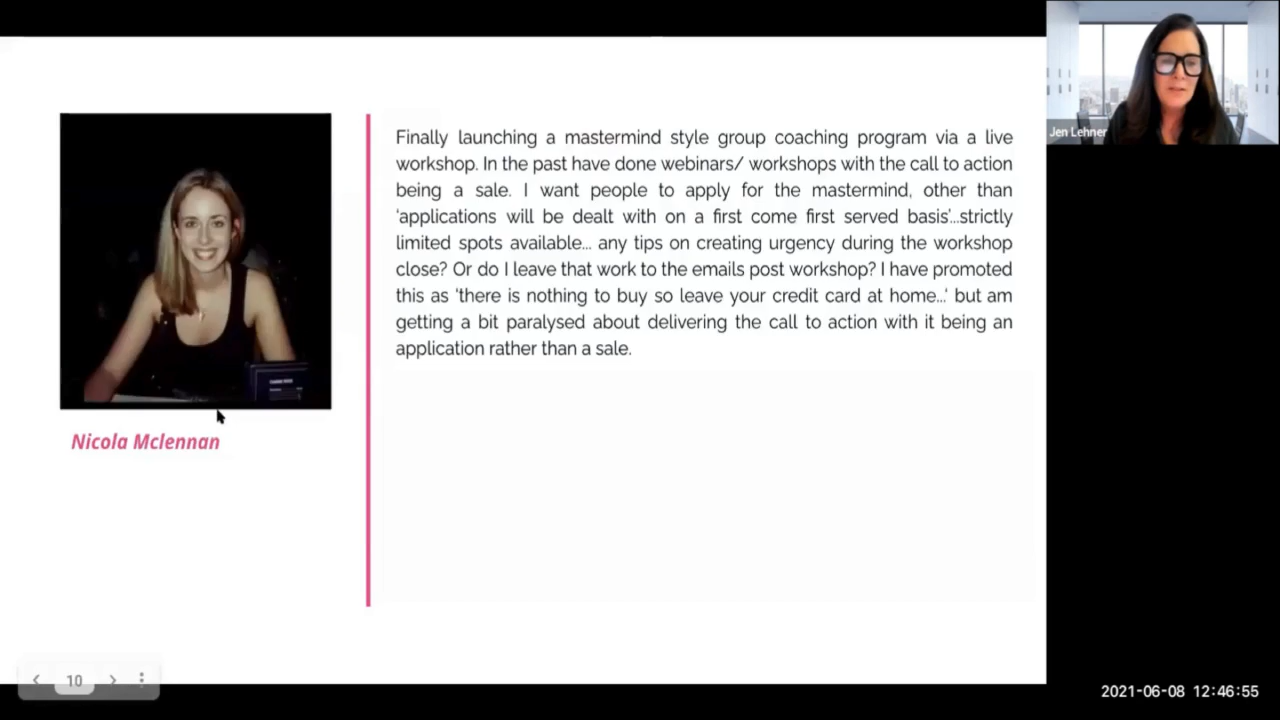 Jen Lehner
Finally launching a mastermind style group coaching program via a live
workshop. In the past have done webinars/ workshops with the call to action
being a sale. I want people to apply for the mastermind, other than
'applications will be dealt with on a first come first served basis'...strictly
limited spots available... any tips on creating urgency during the workshop
close? Or do I leave that work to the emails post workshop? I have promoted
this as 'there is nothing to buy so leave your credit card at home...' but am
getting a bit paralysed about delivering the call to action with it being an
application rather than a sale.
Nicola Mclennan
10
2021-06-08 12:46:55